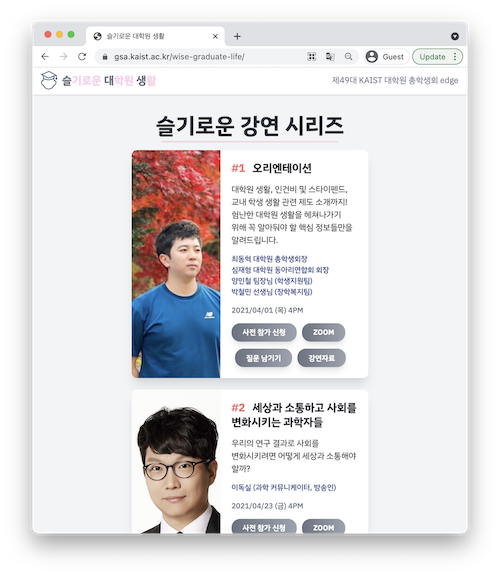 슬기로운 대학원 생활
gsa.kaist.ac.kr/wise-graduate-life/
Guest
Update
슬기로운 대학원 생활
제49대 KAIST 대학원 총학생회 edge
슬기로운 강연 시리즈
#1 오리엔테이션
대학원 생활, 인건비 및 스타이펜드,
교내 학생 생활 관련 제도 소개까지!
험난한 대학원 생활을 헤쳐나가기
위해 꼭 알아둬야 할 핵심 정보들만을
알려드립니다.
최동혁 대학원 총학생회장
심재형 대학원 동아리연합회 회장
양민철 팀장님 (학생지원팀)
박철민 선생님 (장학복지팀)
2021/04/01 (목) 4PM
사전 참가 신청 ZOOM
질문 남기기 강연자료
#2 세상과 소통하고 사회를
변화시키는 과학자들
우리의 연구 결과로 사회를
변화시키려면 어떻게 세상과 소통해야
할까?
이독실 (과학 커뮤니케이터, 방송인)
2021/04/23 (금) 4PM
사전 참가 신청 ZOOM